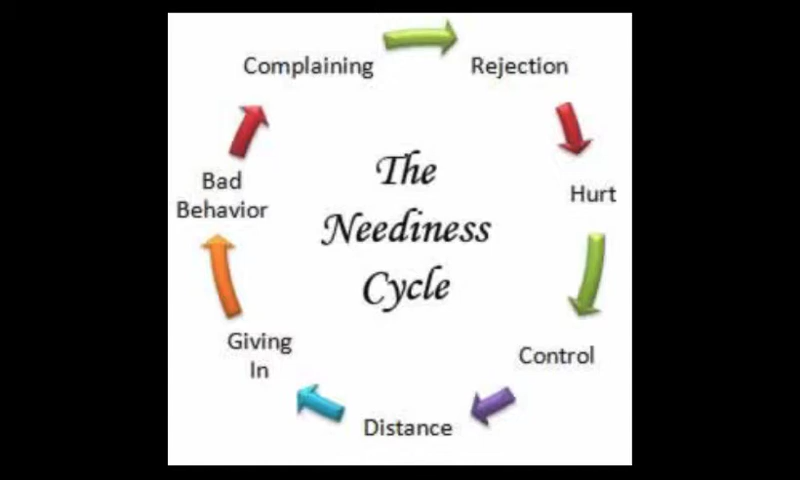 Complaining
Rejection
Hurt
Control
Distance
Giving
In
Bad
Behavior
The
Neediness
Cycle